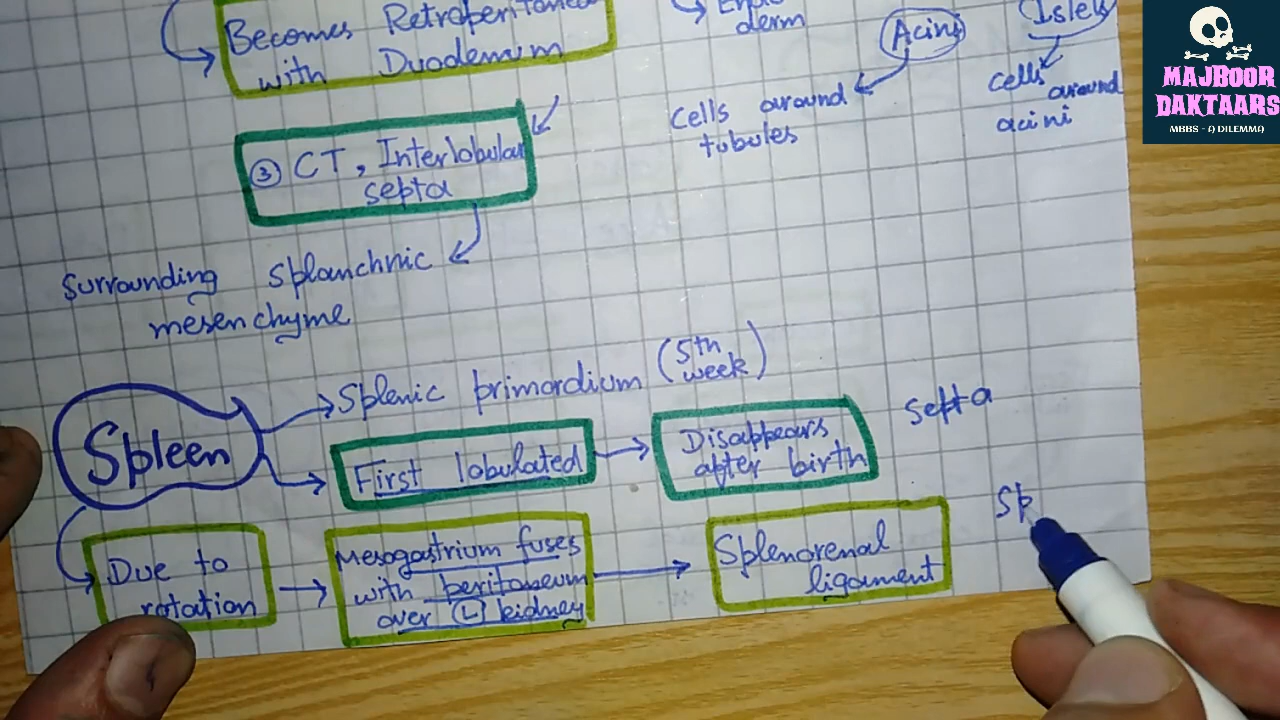 Becomes Retroperitoneal
with Duodenum
derm
Acini
Islets
Cells around
tubules
Cells around
acini
③ CT, Interlobular
septa
Surrounding splanchnic
mesenchyme
Spleen
Splenic primordium (5th
week)
First lobulated
Disappears
after birth
septa
Due to
rotation
Mesogastrium fuses
with peritoneum
over Ⓛ kidney
Splenorenal
ligament
Sp
MAJBOOR
DAKTAARS
MBBS - A DILEMMA)